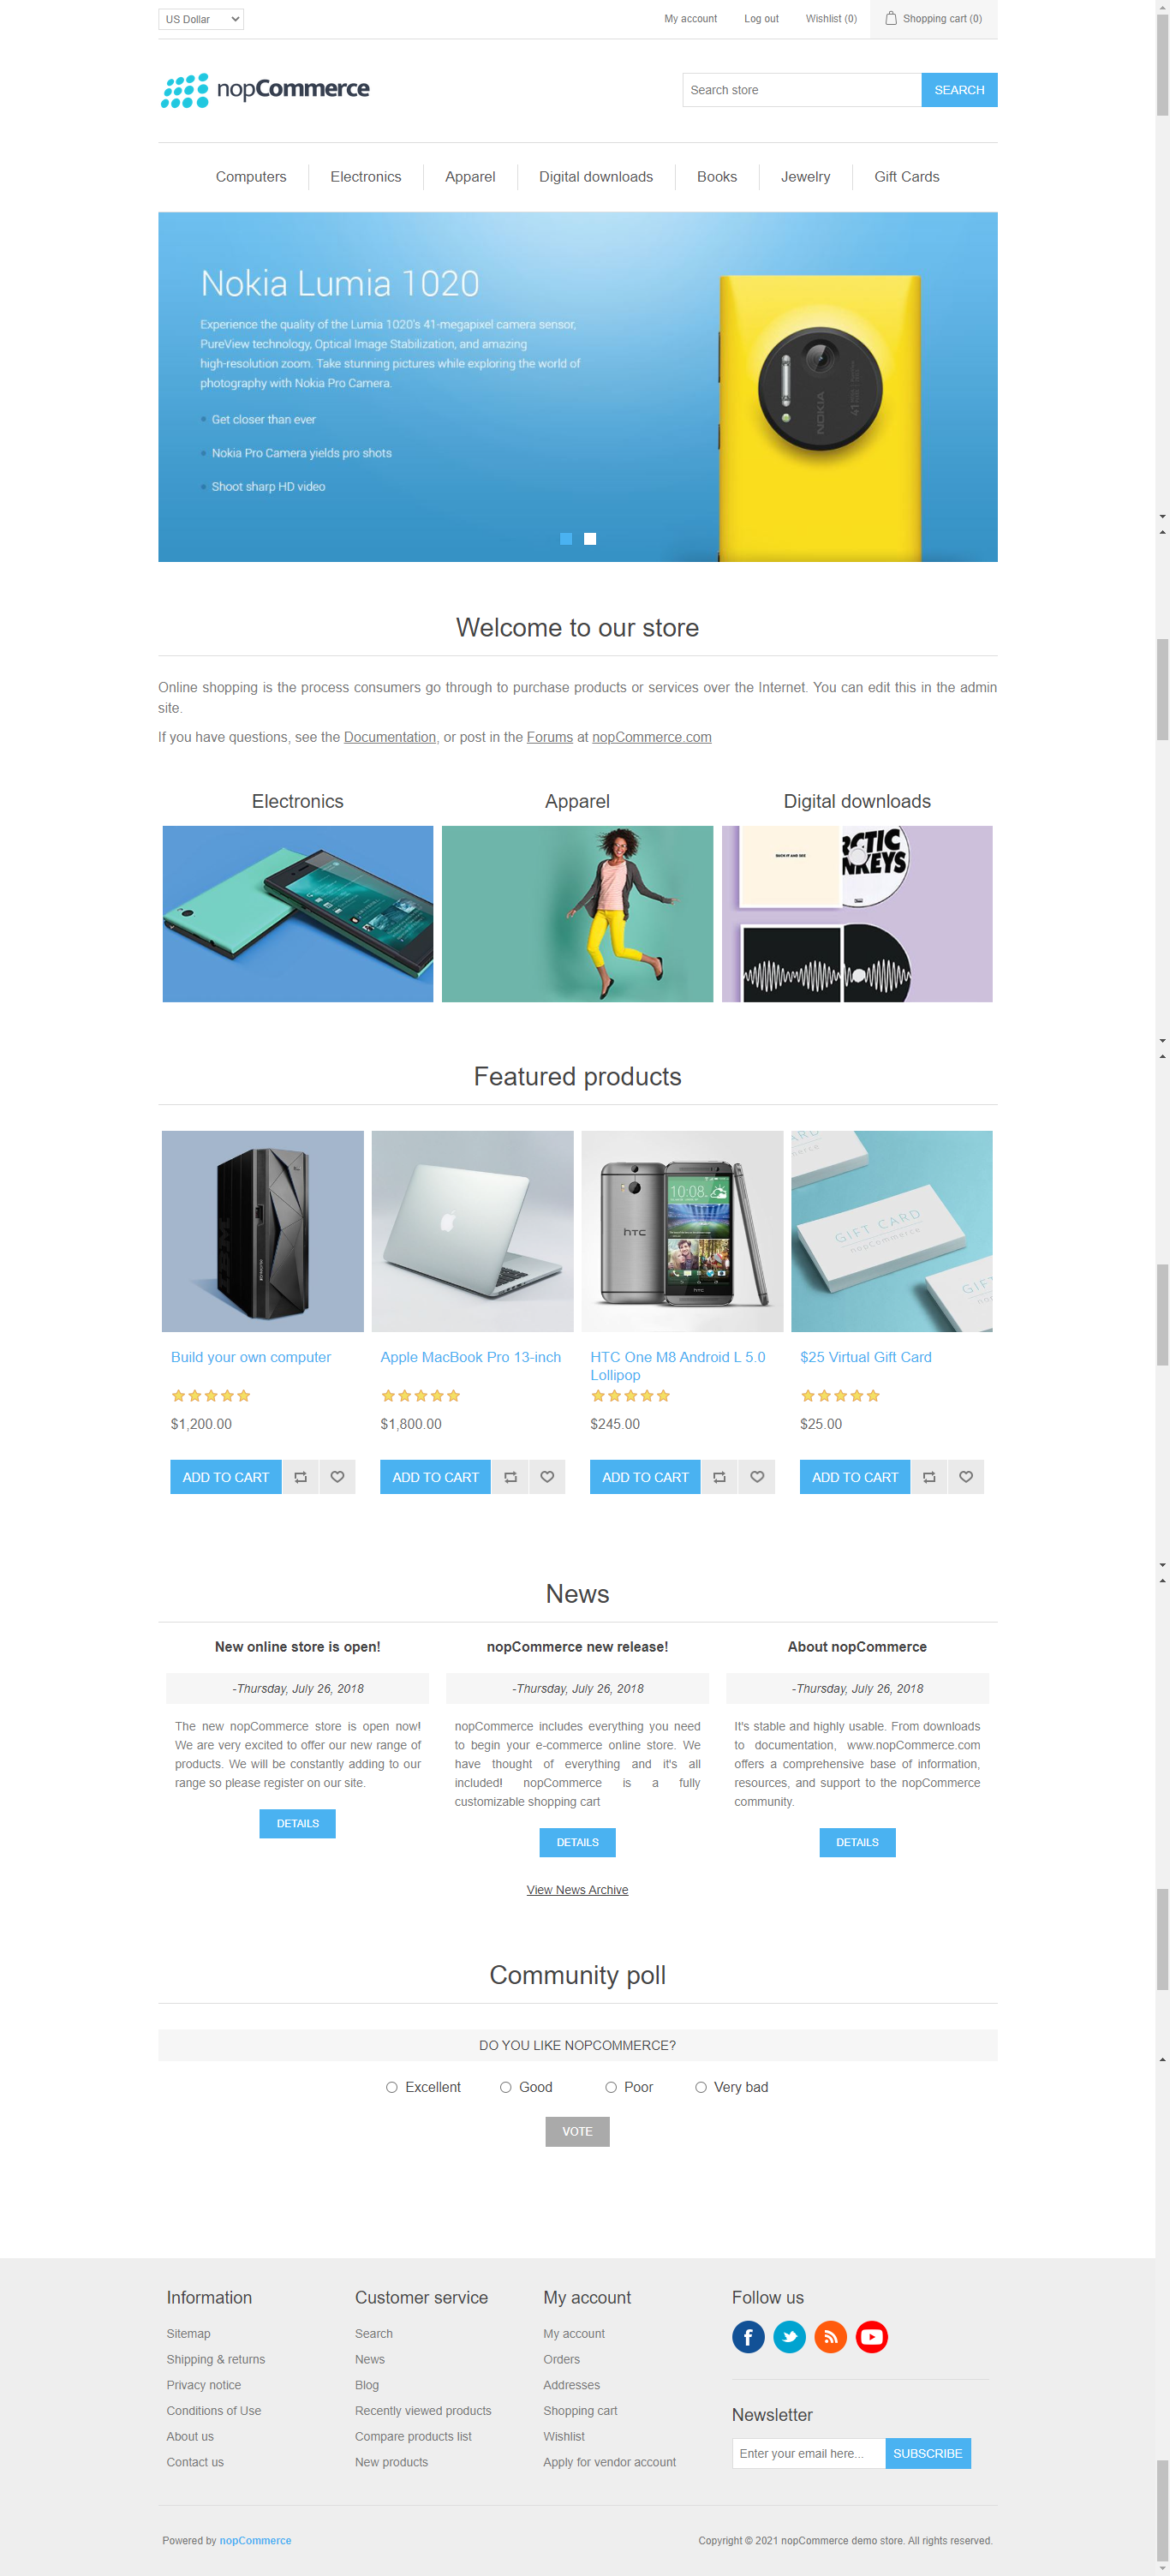 US Dollar
My account Log out Wishlist (0) Shopping cart (0)
nopCommerce
Search store SEARCH
Computers Electronics Apparel Digital downloads Books Jewelry Gift Cards
Nokia Lumia 1020
Experience the quality of the Lumia 1020's 41-megapixel camera sensor,
PureView technology, Optical Image Stabilization, and amazing
high-resolution zoom. Take stunning pictures while exploring the world of
photography with Nokia Pro Camera.
Get closer than ever
Nokia Pro Camera yields pro shots
Shoot sharp HD video
NOKIA
41
Welcome to our store
Online shopping is the process consumers go through to purchase products or services over the Internet. You can edit this in the admin
site.
If you have questions, see the Documentation, or post in the Forums at nopCommerce.com
Electronics Apparel Digital downloads
SUCK IT AND SEE
RCTIC
NKEYS
Featured products
10:08
hTC
GIFT CARD
nopCommerce
GIFT
Build your own computer
$1,200.00
ADD TO CART
Apple MacBook Pro 13-inch
$1,800.00
ADD TO CART
HTC One M8 Android L 5.0
Lollipop
$245.00
ADD TO CART
$25 Virtual Gift Card
$25.00
ADD TO CART
News
New online store is open!
-Thursday, July 26, 2018
The new nopCommerce store is open now!
We are very excited to offer our new range of
products. We will be constantly adding to our
range so please register on our site.
DETAILS
nopCommerce new release!
-Thursday, July 26, 2018
nopCommerce includes everything you need
to begin your e-commerce online store. We
have thought of everything and it's all
included! nopCommerce is a fully
customizable shopping cart
DETAILS
About nopCommerce
-Thursday, July 26, 2018
It's stable and highly usable. From downloads
to documentation, www.nopCommerce.com
offers a comprehensive base of information,
resources, and support to the nopCommerce
community.
DETAILS
View News Archive
Community poll
DO YOU LIKE NOPCOMMERCE?
Excellent Good Poor Very bad
VOTE
Information
Sitemap
Shipping & returns
Privacy notice
Conditions of Use
About us
Contact us
Customer service
Search
News
Blog
Recently viewed products
Compare products list
New products
My account
My account
Orders
Addresses
Shopping cart
Wishlist
Apply for vendor account
Follow us
Newsletter
Enter your email here... SUBSCRIBE
Powered by nopCommerce
Copyright © 2021 nopCommerce demo store. All rights reserved.